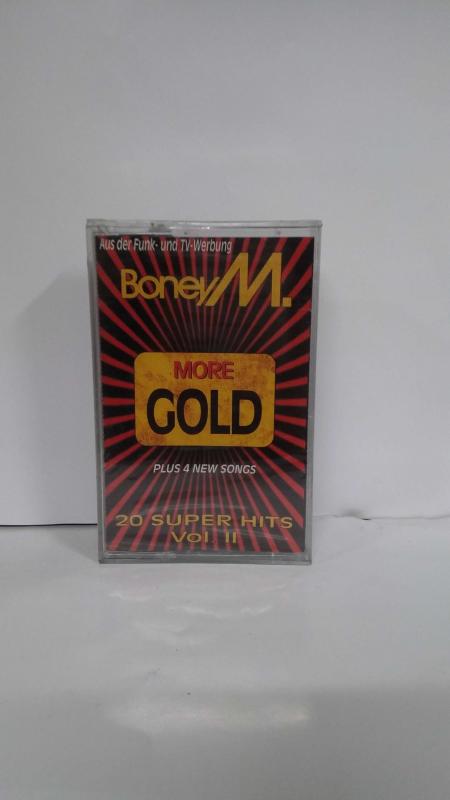 Aus der Funk- und TV-Werbung
Boney M.
MORE
GOLD
PLUS 4 NEW SONGS
20 SUPER HITS
Vol. II